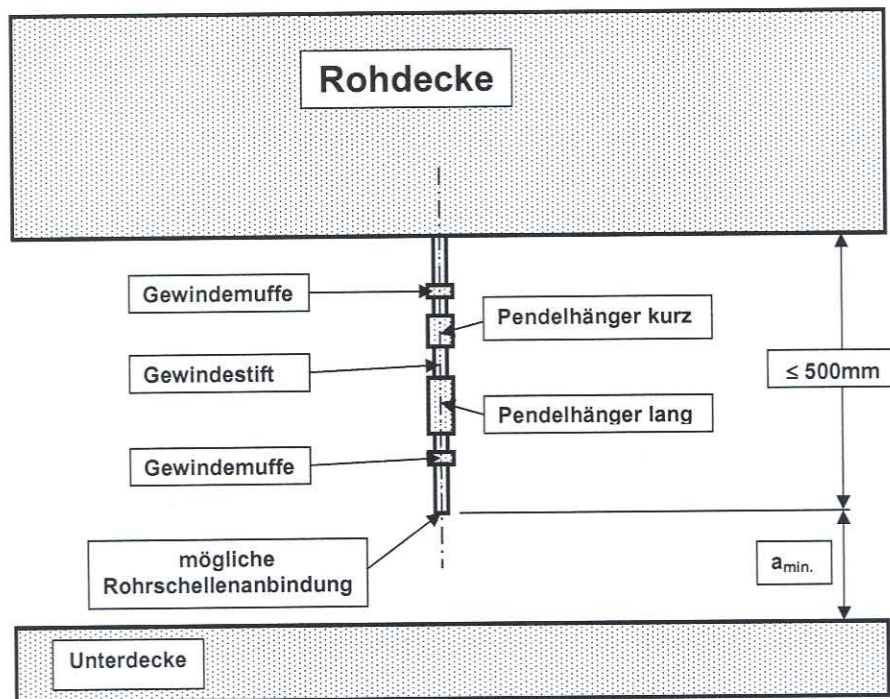 Rohdecke
Gewindemuffe
Pendelhänger kurz
Gewindestift
≤ 500mm
Pendelhänger lang
Gewindemuffe
mögliche
Rohrschellenanbindung
amin.
Unterdecke